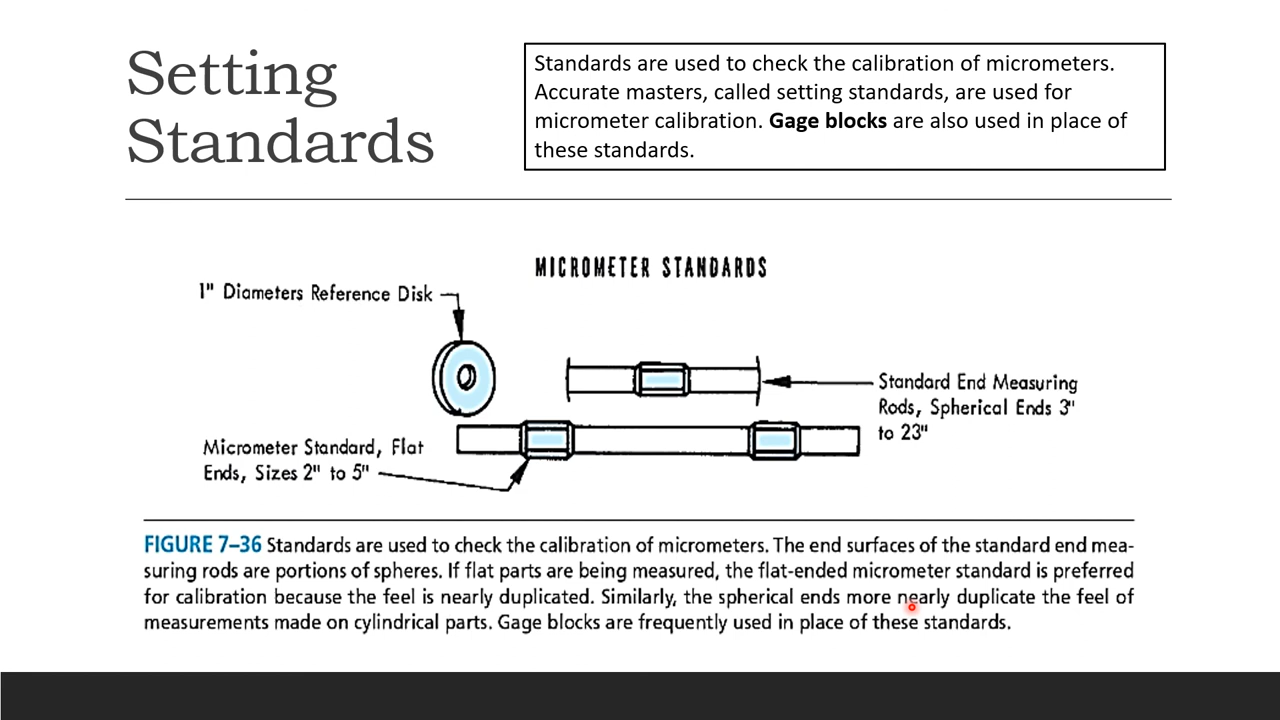 Setting
Standards
Standards are used to check the calibration of micrometers.
Accurate masters, called setting standards, are used for
micrometer calibration. Gage blocks are also used in place of
these standards.
MICROMETER STANDARDS
1" Diameters Reference Disk
Standard End Measuring
Rods, Spherical Ends 3"
to 23"
Micrometer Standard, Flat
Ends, Sizes 2" to 5"
FIGURE 7–36 Standards are used to check the calibration of micrometers. The end surfaces of the standard end mea-
suring rods are portions of spheres. If flat parts are being measured, the flat-ended micrometer standard is preferred
for calibration because the feel is nearly duplicated. Similarly, the spherical ends more nearly duplicate the feel of
measurements made on cylindrical parts. Gage blocks are frequently used in place of these standards.